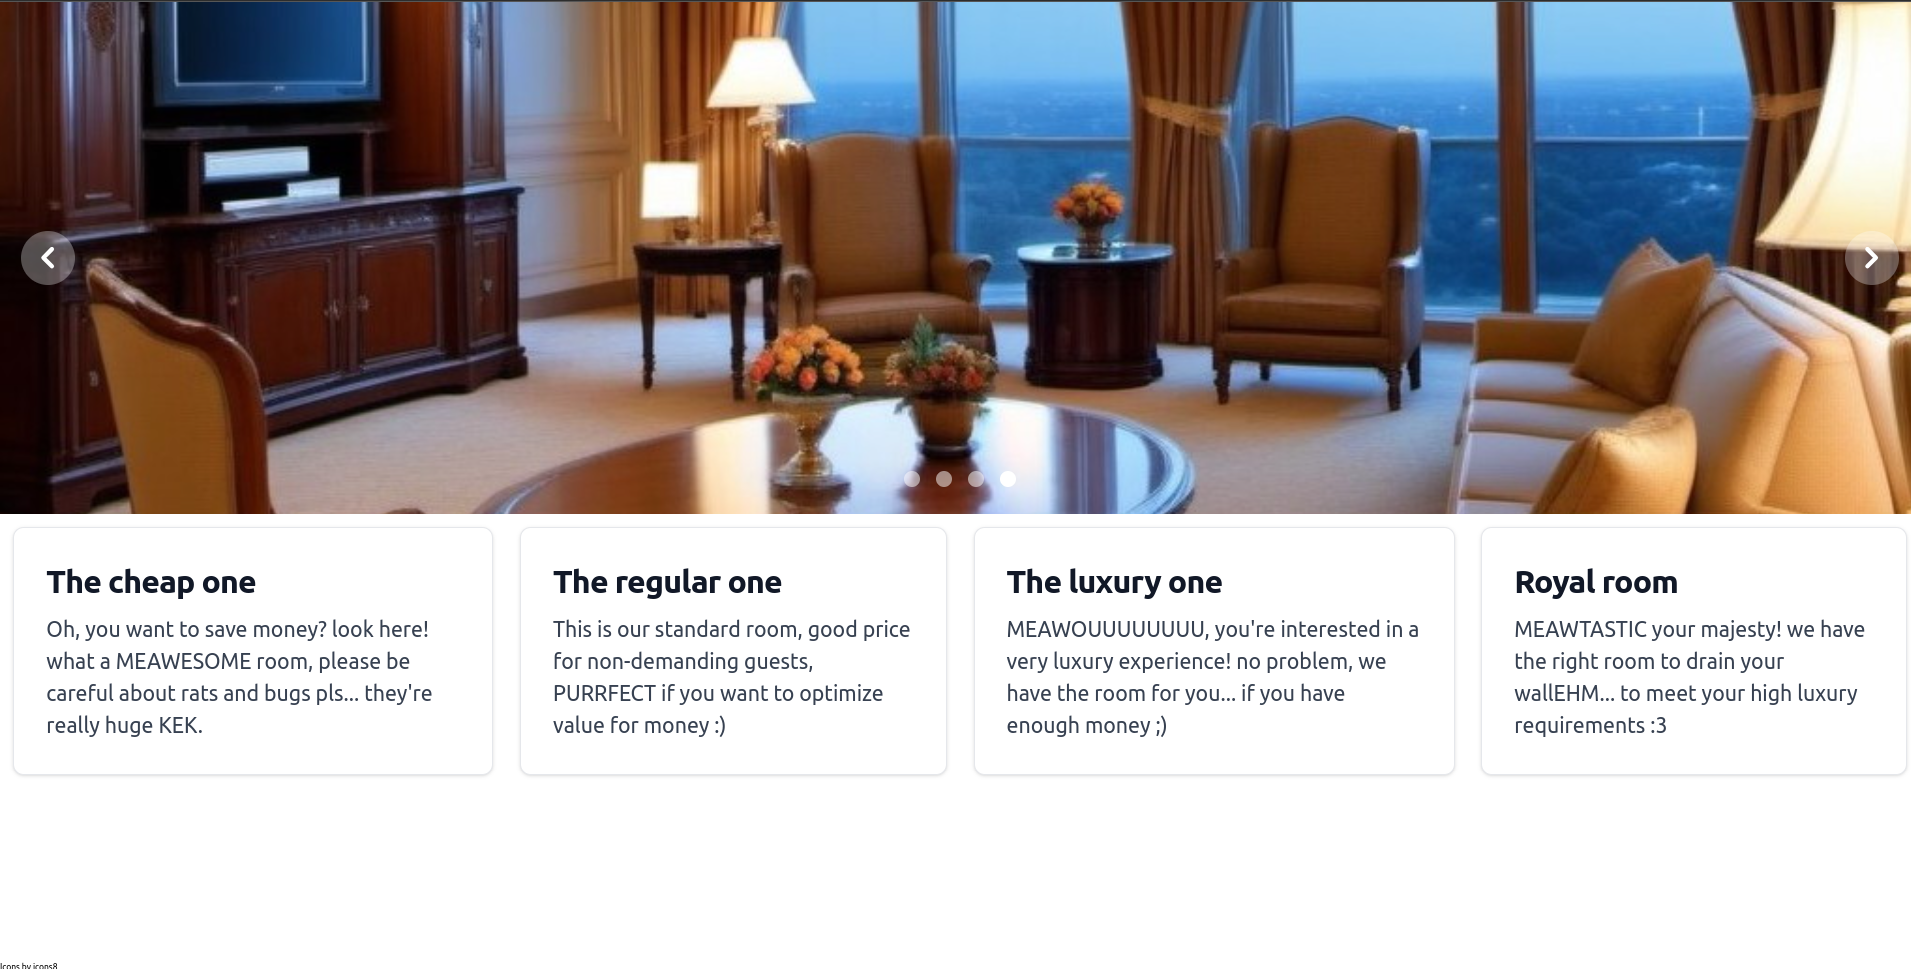 The cheap one
Oh, you want to save money? look here!
what a MEAWESOME room, please be
careful about rats and bugs pls... they're
really huge KEK.
The regular one
This is our standard room, good price
for non-demanding guests,
PURRFECT if you want to optimize
value for money :)
The luxury one
MEAWOUUUUUUUU, you're interested in a
very luxury experience! no problem, we
have the room for you... if you have
enough money ;)
Royal room
MEAWTASTIC your majesty! we have
the right room to drain your
wallEHM... to meet your high luxury
requirements :3
Icons by icons8